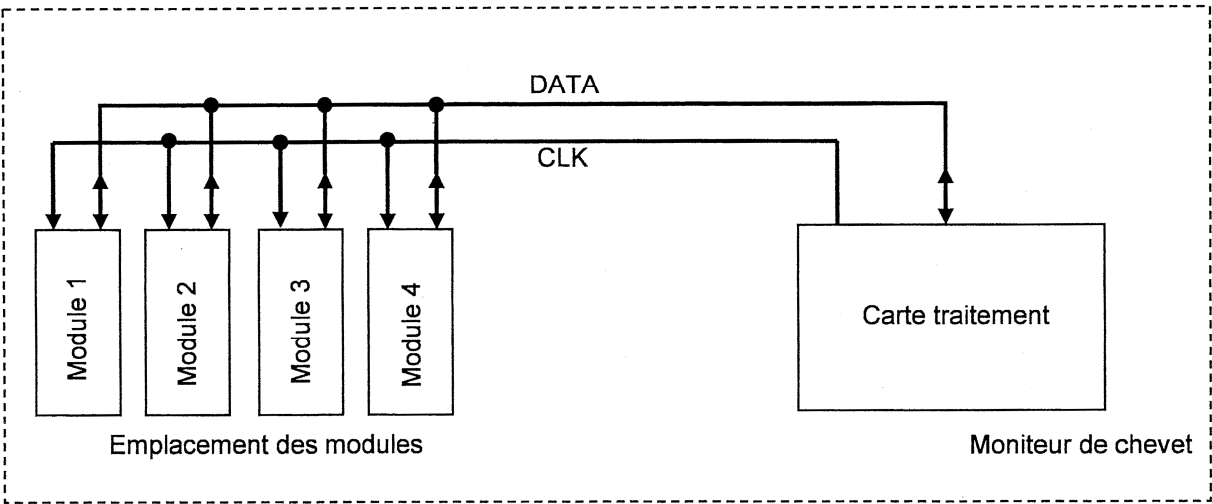 DATA
CLK
Module 1
Module 2
Module 3
Module 4
Carte traitement
Emplacement des modules
Moniteur de chevet